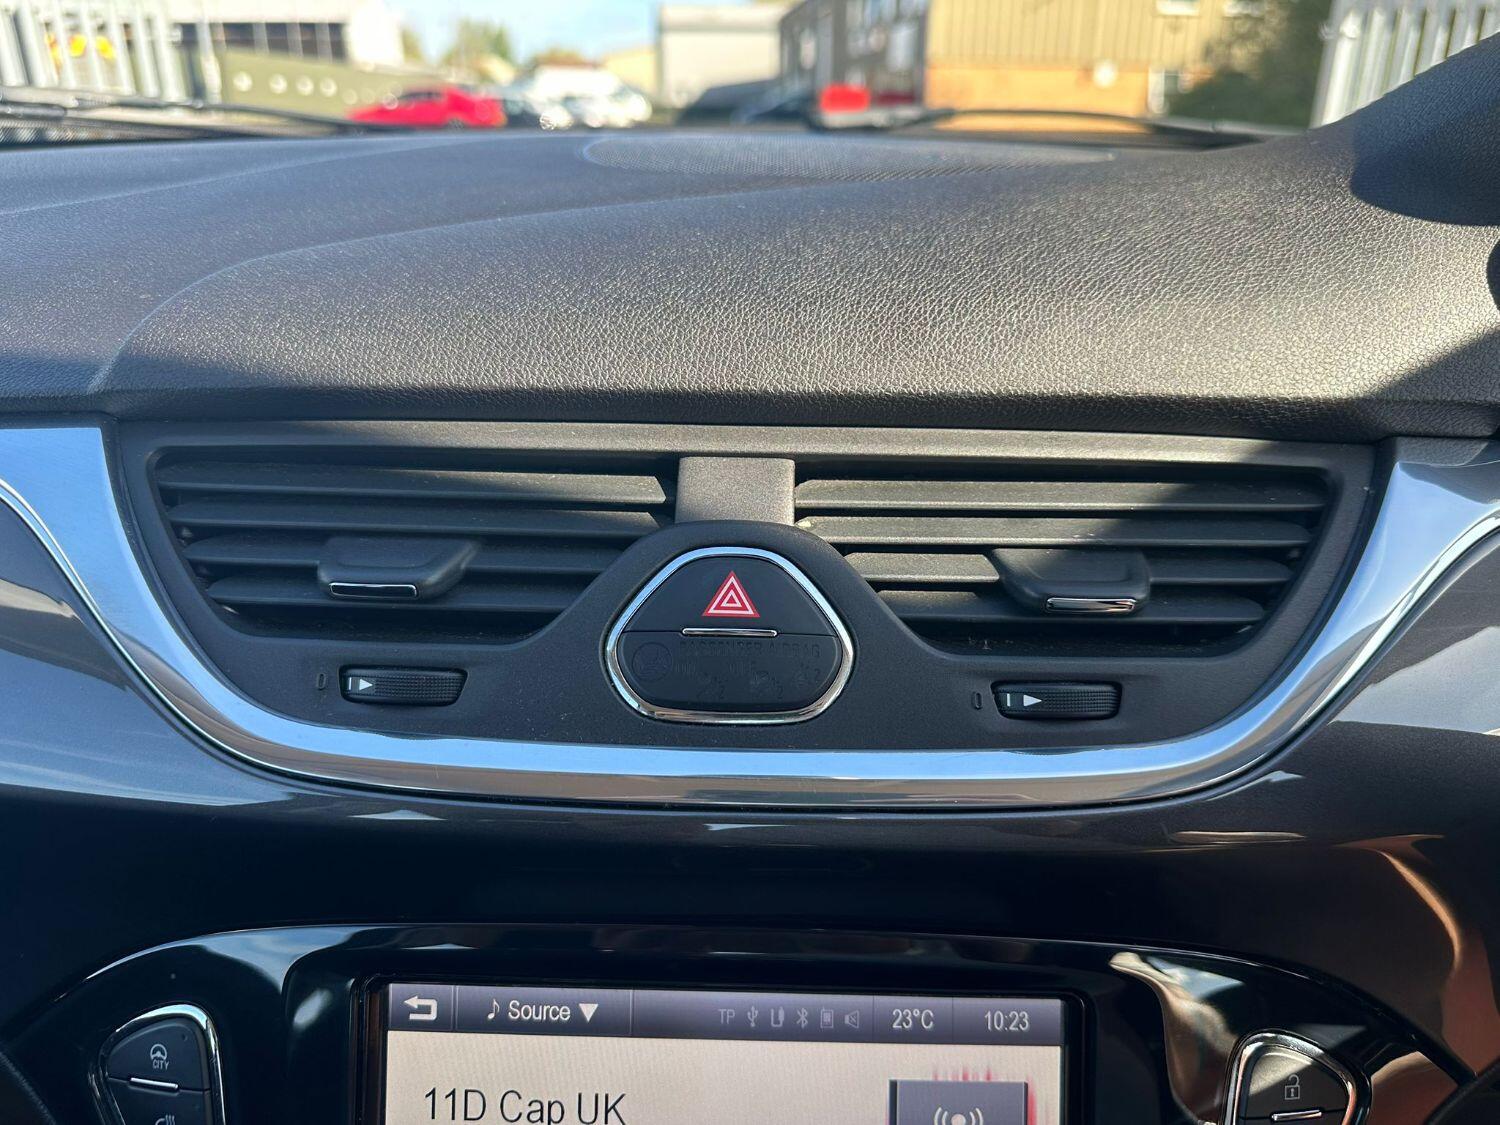 PASSENGER AIRBAG
Source
TP
23°C
10:23
11D Cap UK
CITY